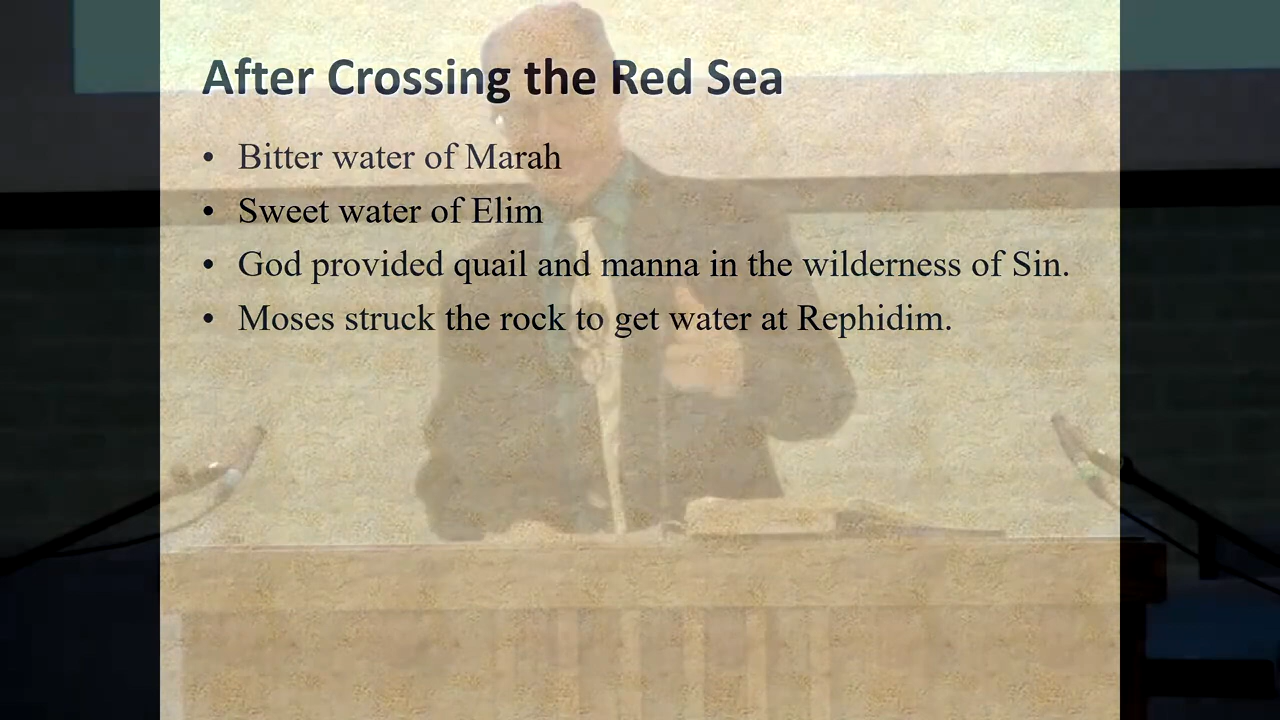 After Crossing the Red Sea
• Bitter water of Marah
• Sweet water of Elim
• God provided quail and manna in the wilderness of Sin.
• Moses struck the rock to get water at Rephidim.